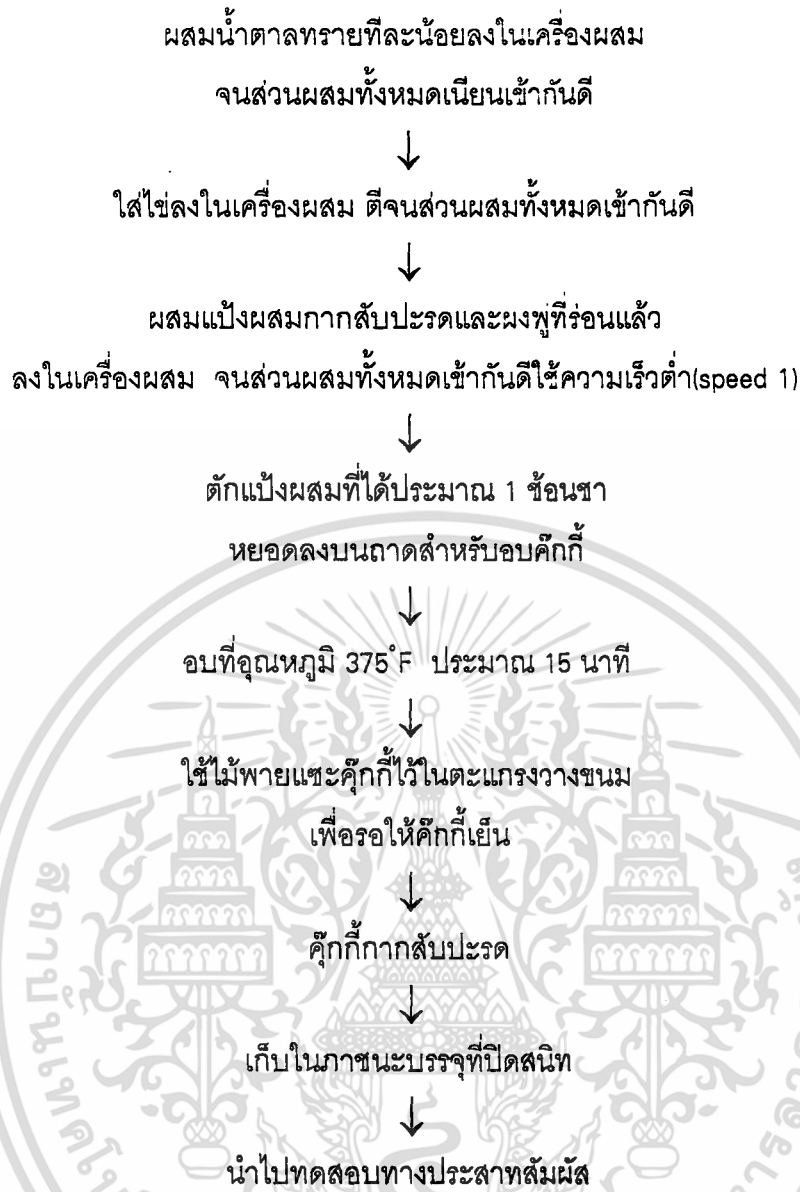 ผสมน้ำตาลทรายทีละน้อยลงในเครื่องผสม
จนส่วนผสมทั้งหมดเนียนเข้ากันดี
↓
ใส่ไข่ลงในเครื่องผสม ตีจนส่วนผสมทั้งหมดเข้ากันดี
↓
ผสมแป้งผสมกากสับปะรดและผงฟูที่ร่อนแล้ว
ลงในเครื่องผสม จนส่วนผสมทั้งหมดเข้ากันดีใช้ความเร็วต่ำ(speed 1)
↓
ตักแป้งผสมที่ได้ประมาณ 1 ช้อนชา
หยอดลงบนถาดสำหรับอบคุ๊กกี้
↓
อบที่อุณหภูมิ 375°F ประมาณ 15 นาที
↓
ใช้ไม้พายแซะคุ๊กกี้ไว้ในตะแกรงวางขนม
เพื่อรอให้คุ๊กกี้เย็น
↓
คุ๊กกี้กากสับปะรด
↓
เก็บในภาชนะบรรจุที่ปิดสนิท
↓
นำไปทดสอบทางประสาทสัมผัส